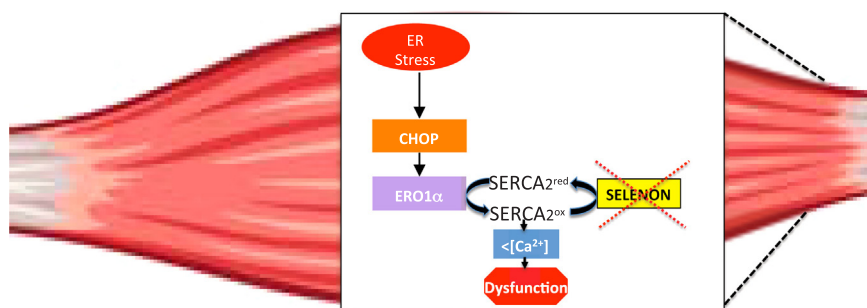 ER
Stress
CHOP
ERO1α
SERCA2red
SELENON
SERCA2ox
<[Ca²⁺]
Dysfunction